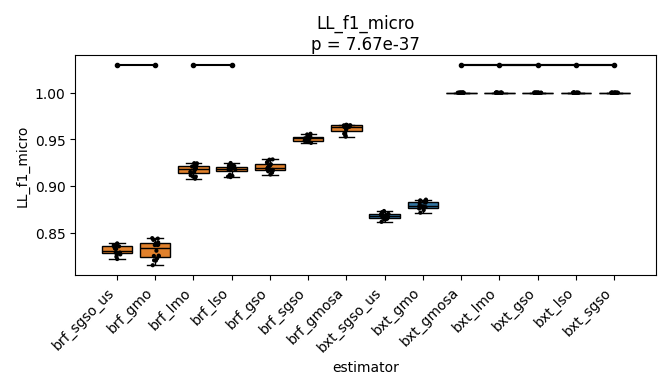 LL_f1_micro
p = 7.67e-37
LL_f1_micro
1.00
0.95
0.90
0.85
brf_sgso_us
brf_gmo
brf_lmo
brf_lso
brf_gso
brf_sgso
brf_gmosa
bxt_sgso_us
bxt_gmo
bxt_gmosa
bxt_lmo
bxt_gso
bxt_lso
bxt_sgso
estimator